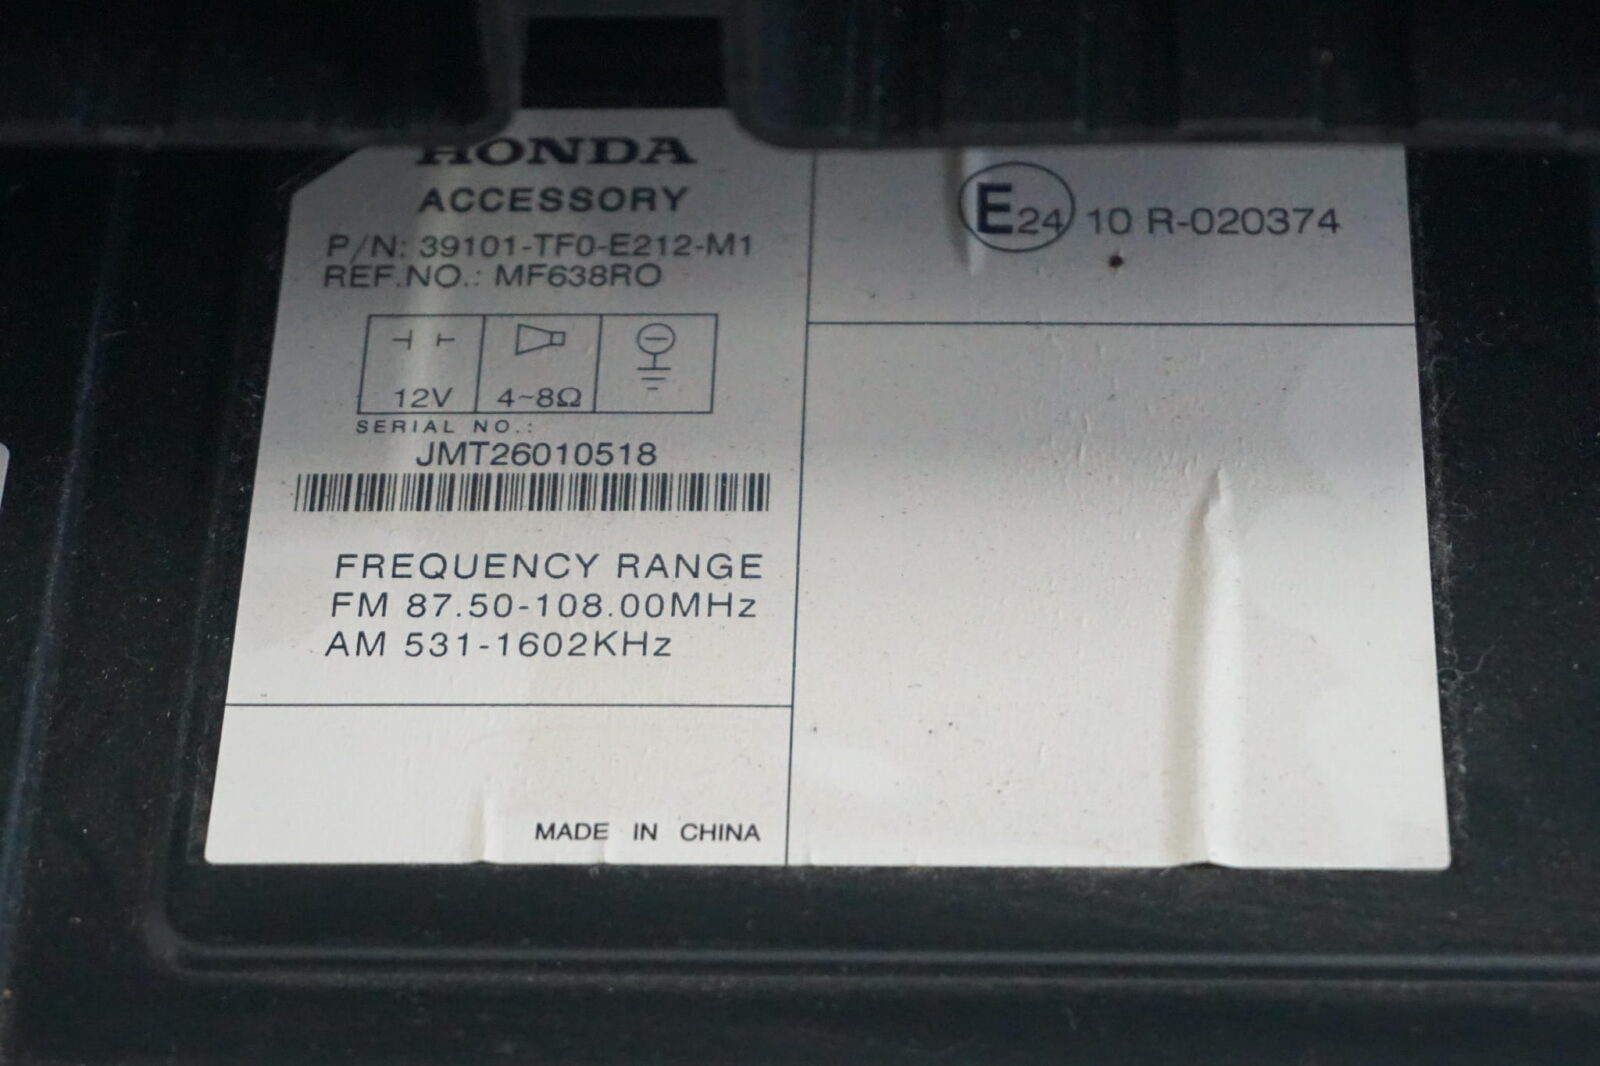 HONDA
ACCESSORY
P/N: 39101-TF0-E212-M1
REF.NO.: MF638RO
12V 4~8Ω
SERIAL NO.:
JMT26010518
FREQUENCY RANGE
FM 87.50-108.00MHz
AM 531-1602KHz
MADE IN CHINA
E24 10 R-020374